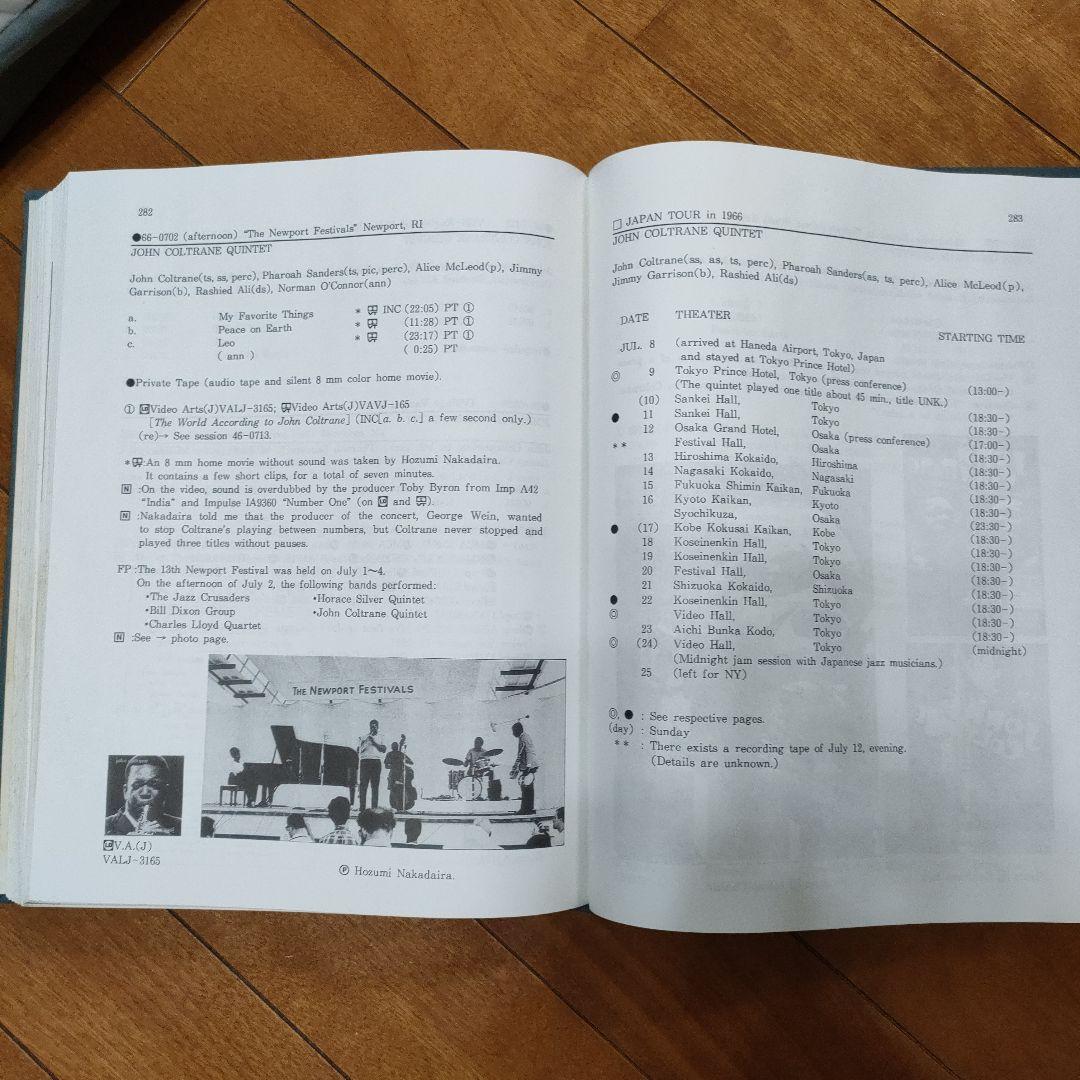 282
●66-0702 (afternoon) "The Newport Festivals" Newport, RI
JOHN COLTRANE QUINTET
John Coltrane(ts, ss, perc), Pharoah Sanders(ts, pic, perc), Alice McLeod(p), Jimmy
Garrison(b), Rashied Ali(ds), Norman O'Connor(ann)
a. My Favorite Things * INC (22:05) PT ①
b. Peace on Earth * (11:28) PT ①
c. Leo * (23:17) PT ①
( ann ) ( 0:25) PT
●Private Tape (audio tape and silent 8 mm color home movie).
① LD Video Arts(J)VALJ-3165; Video Arts(J)VAVJ-165
[The World According to John Coltrane] (INC[a. b. c.] a few second only.)
(re)→ See session 46-0713.
* :An 8 mm home movie without sound was taken by Hozumi Nakadaira.
It contains a few short clips, for a total of seven minutes.
N :On the video, sound is overdubbed by the producer Toby Byron from Imp A42
"India" and Impulse IA9360 "Number One" (on LD and ).
N :Nakadaira told me that the producer of the concert, George Wein, wanted
to stop Coltrane's playing between numbers, but Coltrane never stopped and
played three titles without pauses.
FP :The 13th Newport Festival was held on July 1~4.
On the afternoon of July 2, the following bands performed:
•The Jazz Crusaders •Horace Silver Quintet
•Bill Dixon Group •John Coltrane Quintet
•Charles Lloyd Quartet
N :See → photo page.
THE NEWPORT FESTIVALS
john coltrane
LD V.A.(J)
VALJ-3165
Ⓟ Hozumi Nakadaira.
283
□ JAPAN TOUR in 1966
JOHN COLTRANE QUINTET
John Coltrane(ss, as, ts, perc), Pharoah Sanders(as, ts, perc), Alice McLeod(p),
Jimmy Garrison(b), Rashied Ali(ds)
DATE THEATER STARTING TIME
JUL. 8 (arrived at Haneda Airport, Tokyo, Japan
and stayed at Tokyo Prince Hotel)
◎ 9 Tokyo Prince Hotel, Tokyo (press conference) (13:00-)
(The quintet played one title about 45 min., title UNK.)
(10) Sankei Hall, Tokyo (18:30-)
● 11 Sankei Hall, Tokyo (18:30-)
12 Osaka Grand Hotel, Osaka (press conference) (17:00-)
** Festival Hall, Osaka (18:30-)
13 Hiroshima Kokaido, Hiroshima (18:30-)
14 Nagasaki Kokaido, Nagasaki (18:30-)
15 Fukuoka Shimin Kaikan, Fukuoka (18:30-)
16 Kyoto Kaikan, Kyoto (18:30-)
Syochikuza, Osaka (23:30-)
● (17) Kobe Kokusai Kaikan, Kobe (18:30-)
18 Koseinenkin Hall, Tokyo (18:30-)
19 Koseinenkin Hall, Tokyo (18:30-)
20 Festival Hall, Osaka (18:30-)
21 Shizuoka Kokaido, Shizuoka (18:30-)
● 22 Koseinenkin Hall, Tokyo (18:30-)
◎ Video Hall, Tokyo (18:30-)
23 Aichi Bunka Kodo, Tokyo (18:30-)
◎ (24) Video Hall, Tokyo (midnight)
(Midnight jam session with Japanese jazz musicians.)
25 (left for NY)
◎, ● : See respective pages.
(day) : Sunday
** : There exists a recording tape of July 12, evening.
(Details are unknown.)